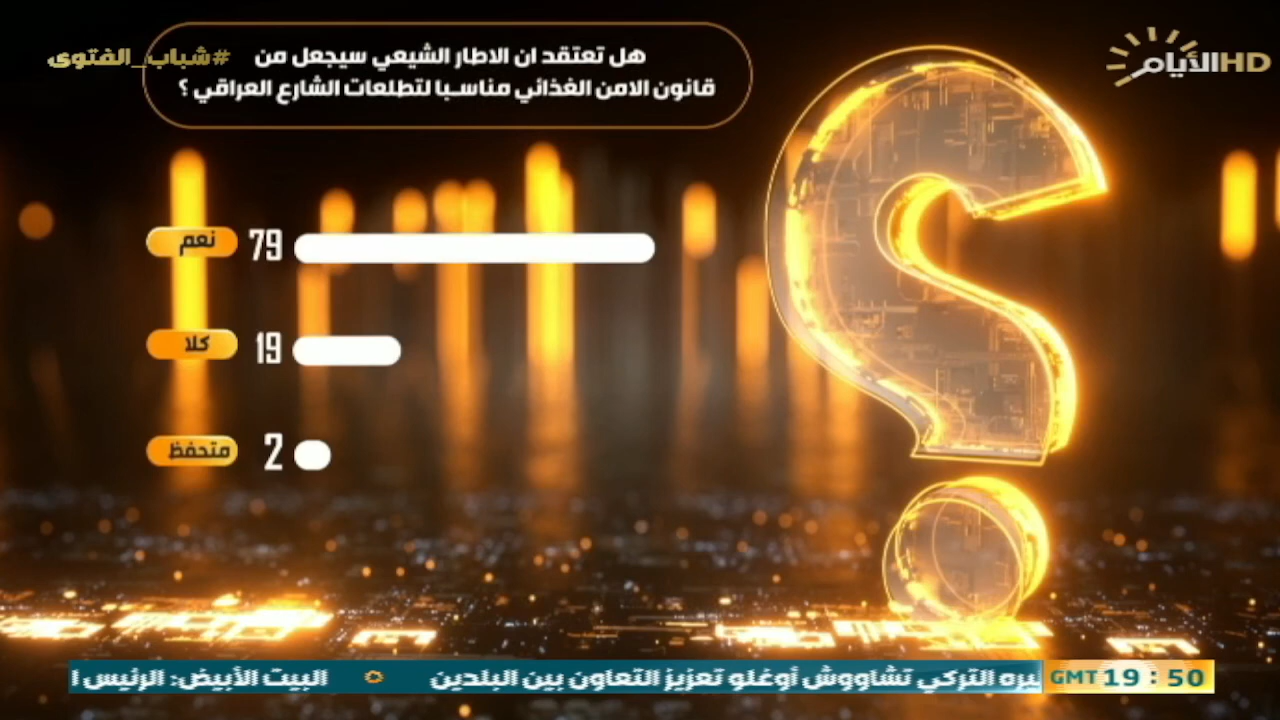 #شباب_الفتوى
الأيام HD
هل تعتقد ان الاطار الشيعي سيجعل من
قانون الامن الغذائي مناسبا لتطلعات الشارع العراقي ؟
نعم 79
كلا 19
متحفظ 2
؟
يره التركي تشاووش أوغلو تعزيز التعاون بين البلدين
البيت الأبيض: الرئيس ا
GMT 19 : 50